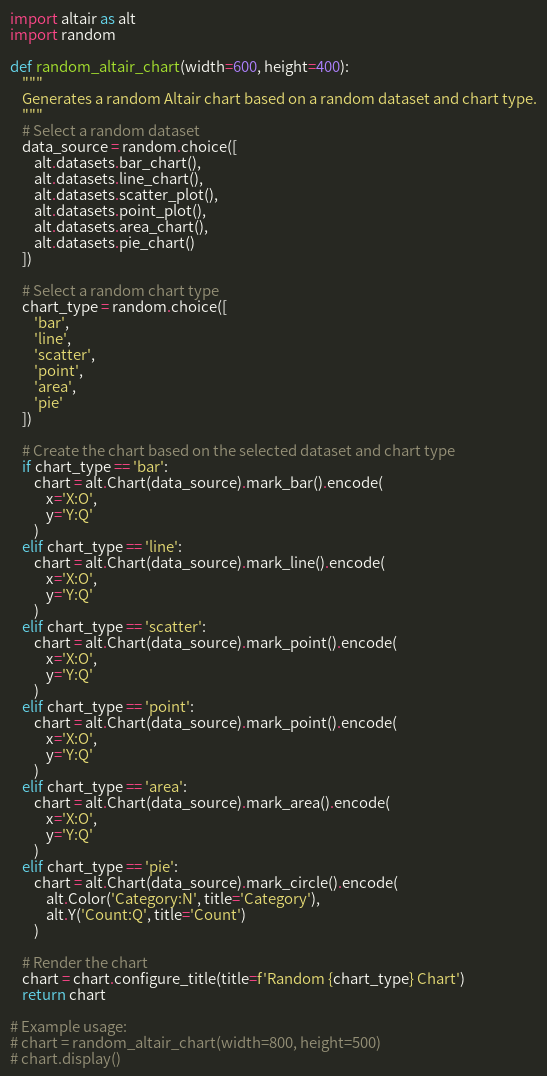 import altair as alt
import random

def random_altair_chart(width=600, height=400):
    """
    Generates a random Altair chart based on a random dataset and chart type.
    """
    # Select a random dataset
    data_source = random.choice([
        alt.datasets.bar_chart(),
        alt.datasets.line_chart(),
        alt.datasets.scatter_plot(),
        alt.datasets.point_plot(),
        alt.datasets.area_chart(),
        alt.datasets.pie_chart()
    ])

    # Select a random chart type
    chart_type = random.choice([
        'bar',
        'line',
        'scatter',
        'point',
        'area',
        'pie'
    ])

    # Create the chart based on the selected dataset and chart type
    if chart_type == 'bar':
        chart = alt.Chart(data_source).mark_bar().encode(
            x='X:O',
            y='Y:Q'
        )
    elif chart_type == 'line':
        chart = alt.Chart(data_source).mark_line().encode(
            x='X:O',
            y='Y:Q'
        )
    elif chart_type == 'scatter':
        chart = alt.Chart(data_source).mark_point().encode(
            x='X:O',
            y='Y:Q'
        )
    elif chart_type == 'point':
        chart = alt.Chart(data_source).mark_point().encode(
            x='X:O',
            y='Y:Q'
        )
    elif chart_type == 'area':
        chart = alt.Chart(data_source).mark_area().encode(
            x='X:O',
            y='Y:Q'
        )
    elif chart_type == 'pie':
        chart = alt.Chart(data_source).mark_circle().encode(
            alt.Color('Category:N', title='Category'),
            alt.Y('Count:Q', title='Count')
        )

    # Render the chart
    chart = chart.configure_title(title=f'Random {chart_type} Chart')
    return chart

# Example usage:
# chart = random_altair_chart(width=800, height=500)
# chart.display()